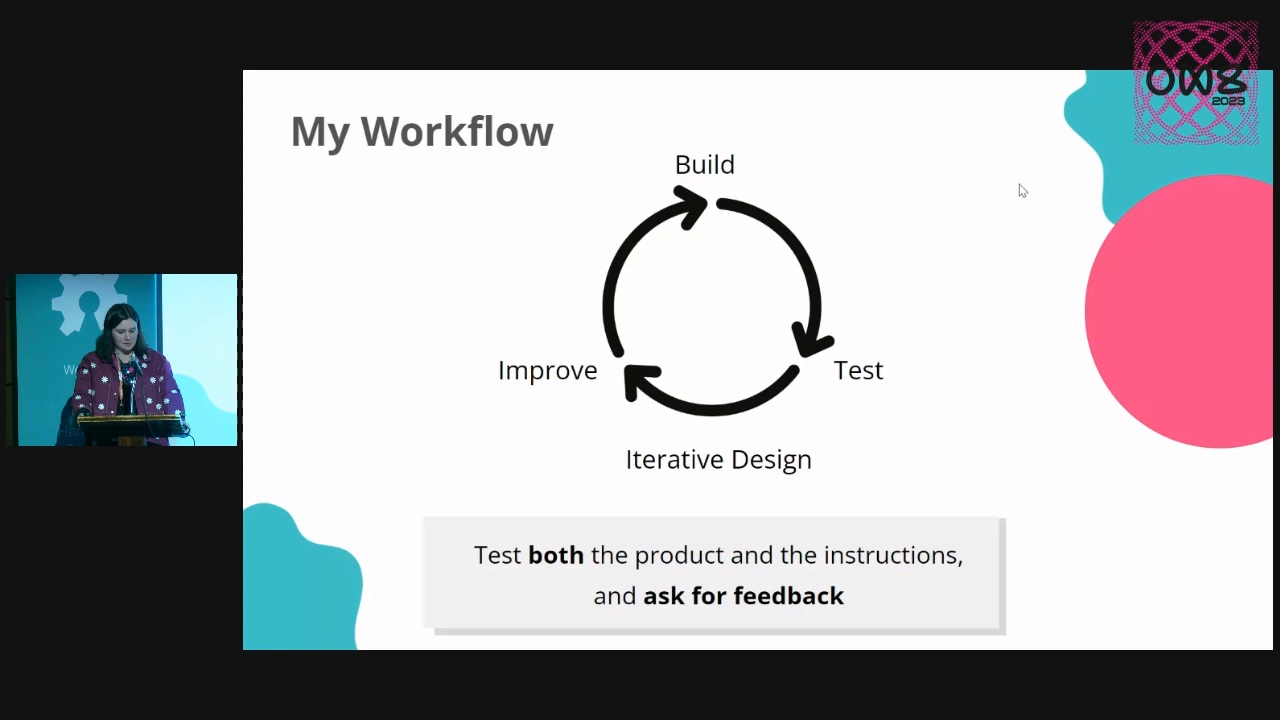 OW8
2023
My Workflow
Build
Improve
Test
Iterative Design
Test both the product and the instructions,
and ask for feedback